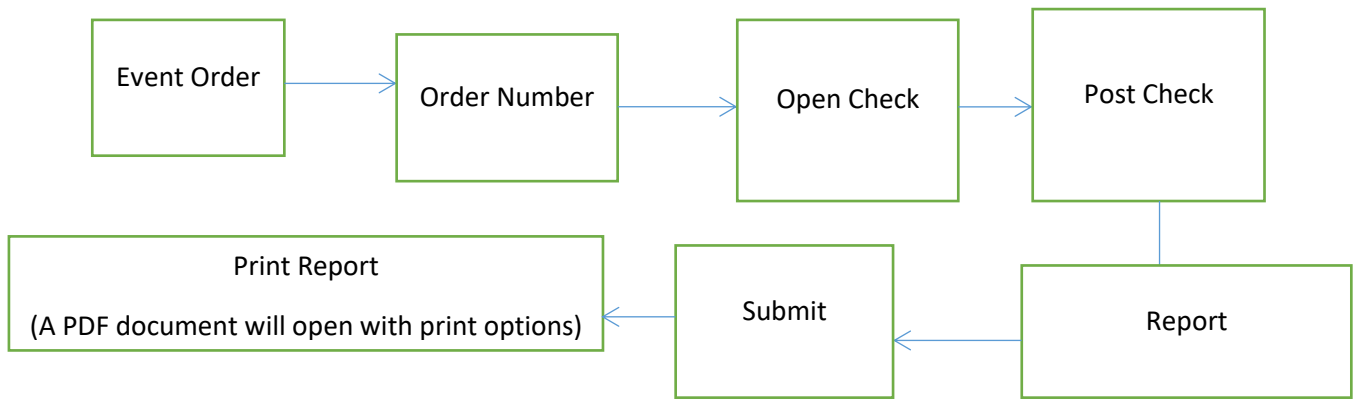 Event Order
Order Number
Open Check
Post Check
Report
Submit
Print Report
(A PDF document will open with print options)